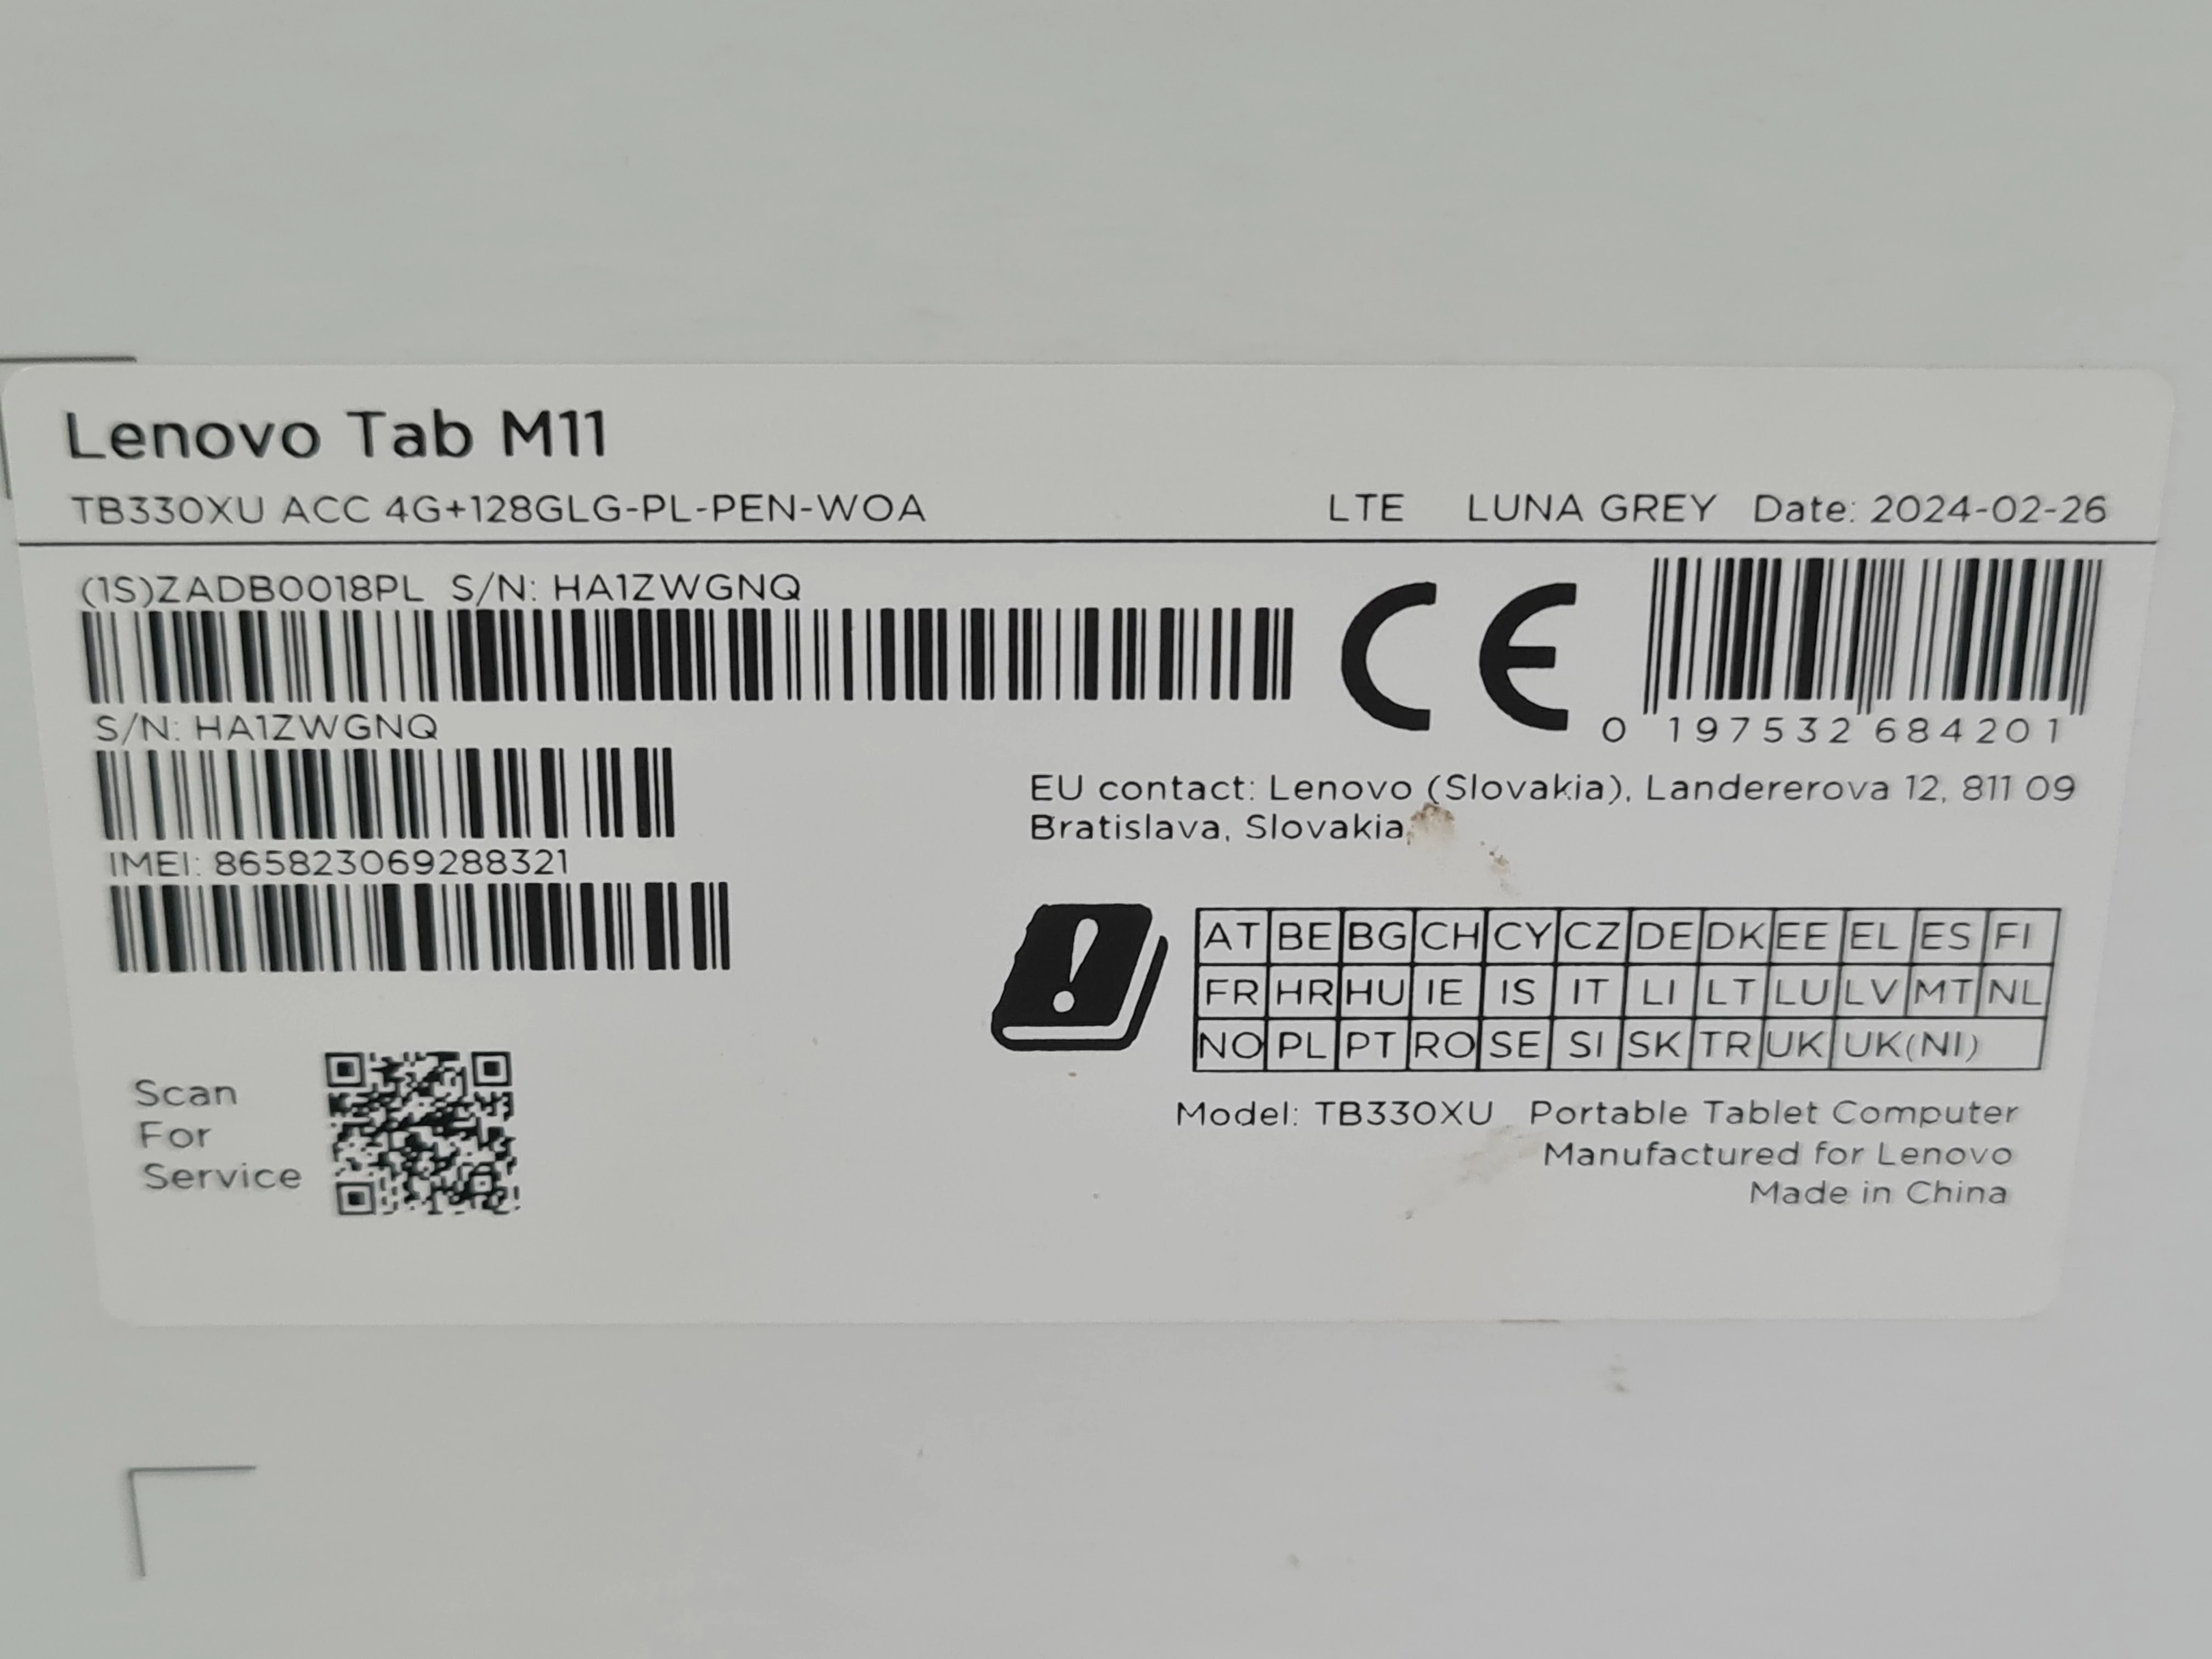 Lenovo Tab M11
TB330XU ACC 4G+128GLG-PL-PEN-WOA LTE LUNA GREY Date: 2024-02-26
(1S)ZADB0018PL S/N: HA1ZWGNQ
S/N: HA1ZWGNQ
IMEI: 865823069288321
CE
0 197532 684201
EU contact: Lenovo (Slovakia), Landererova 12, 811 09
Bratislava, Slovakia
AT BE BG CH CY CZ DE DK EE EL ES FI
FR HR HU IE IS IT LI LT LU LV MT NL
NO PL PT RO SE SI SK TR UK UK(NI)
Scan
For
Service
Model: TB330XU Portable Tablet Computer
Manufactured for Lenovo
Made in China